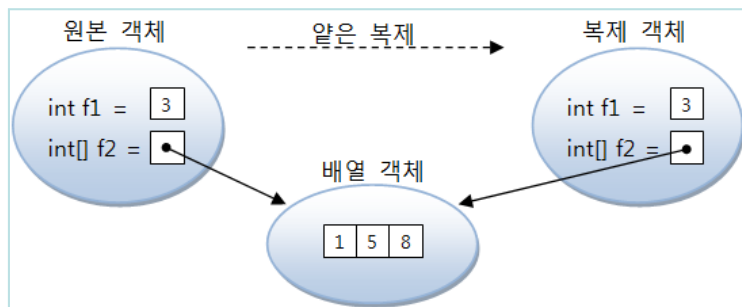 원본 객체
얕은 복제
복제 객체
int f1 = 3
int[] f2 =
int f1 = 3
int[] f2 =
배열 객체
1 5 8